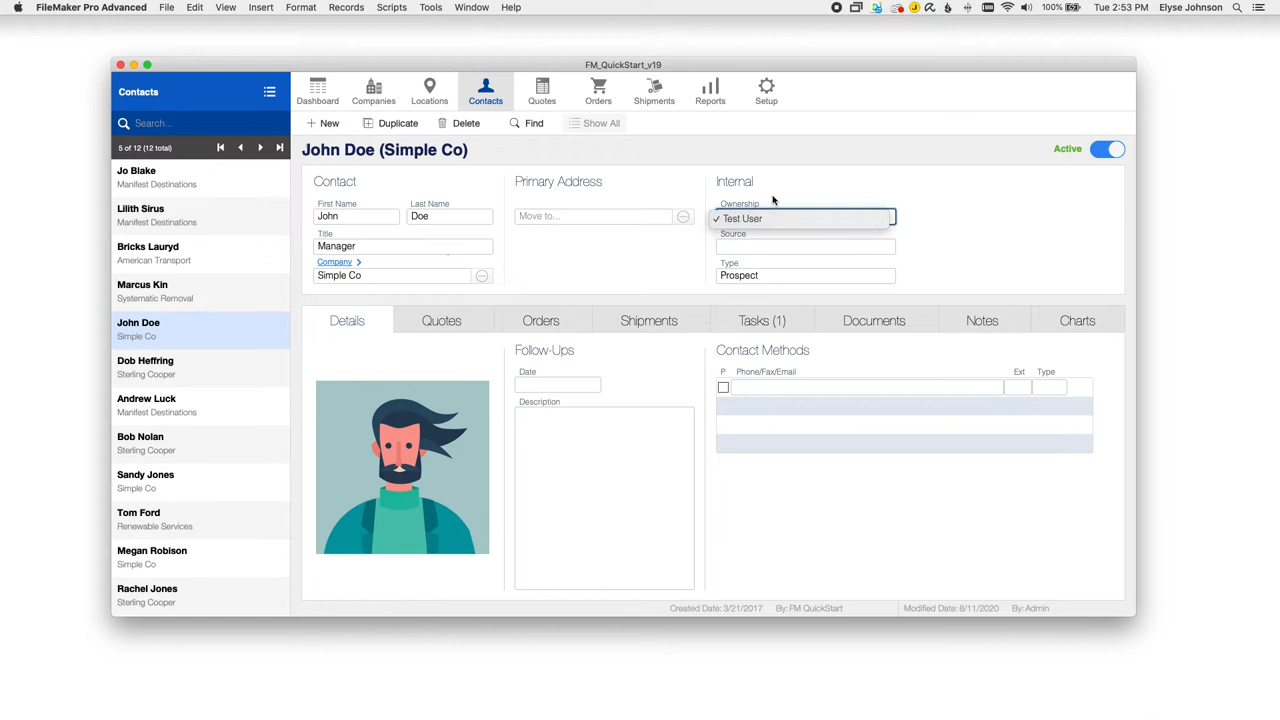 FileMaker Pro Advanced File Edit View Insert Format Records Scripts Tools Window Help 100% Tue 2:53 PM Elyse Johnson
FM_QuickStart_v19
Contacts
Search...
5 of 12 (12 total)
Jo Blake
Manifest Destinations
Lilith Sirus
Manifest Destinations
Bricks Lauryd
American Transport
Marcus Kin
Systematic Removal
John Doe
Simple Co
Dob Heffring
Sterling Cooper
Andrew Luck
Manifest Destinations
Bob Nolan
Sterling Cooper
Sandy Jones
Simple Co
Tom Ford
Renewable Services
Megan Robison
Simple Co
Rachel Jones
Sterling Cooper
Dashboard Companies Locations Contacts Quotes Orders Shipments Reports Setup
New Duplicate Delete Find Show All
John Doe (Simple Co)
Active
Contact
First Name Last Name
John Doe
Title
Manager
Company >
Simple Co
Primary Address
Move to...
Internal
Ownership
✓ Test User
Source
Type
Prospect
Details Quotes Orders Shipments Tasks (1) Documents Notes Charts
Follow-Ups
Date
Description
Contact Methods
P Phone/Fax/Email Ext Type
Created Date: 3/21/2017 By: FM QuickStart Modified Date: 8/11/2020 By: Admin